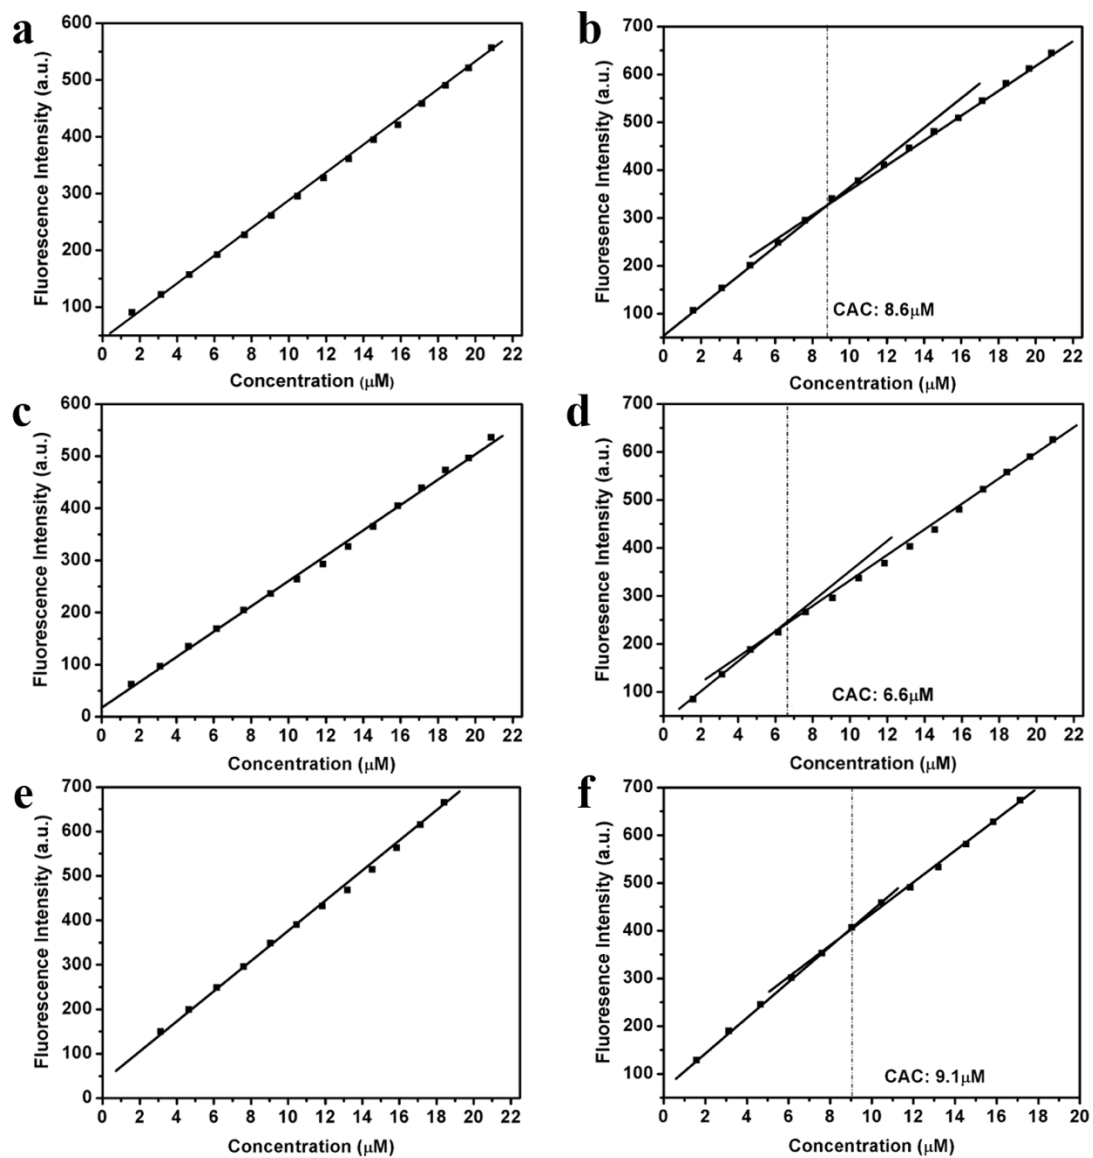 a
600
500
400
300
200
100
Fluorescence Intensity (a.u.)
0 2 4 6 8 10 12 14 16 18 20 22
Concentration (μM)
b
700
600
500
400
300
200
100
Fluoresence Intensity (a.u.)
CAC: 8.6μM
0 2 4 6 8 10 12 14 16 18 20 22
Concentration (μM)
c
600
500
400
300
200
100
0
Fluorescence Intensity (a.u.)
0 2 4 6 8 10 12 14 16 18 20 22
Concentration (μM)
d
700
600
500
400
300
200
100
Fluoresence Intensity (a.u.)
CAC: 6.6μM
0 2 4 6 8 10 12 14 16 18 20 22
Concentration (μM)
e
700
600
500
400
300
200
100
0
Fluorescence Intensity (a.u.)
0 2 4 6 8 10 12 14 16 18 20 22
Concentration (μM)
f
700
600
500
400
300
200
100
Fluoresence Intensity (a.u.)
CAC: 9.1μM
0 2 4 6 8 10 12 14 16 18 20
Concentration (μM)